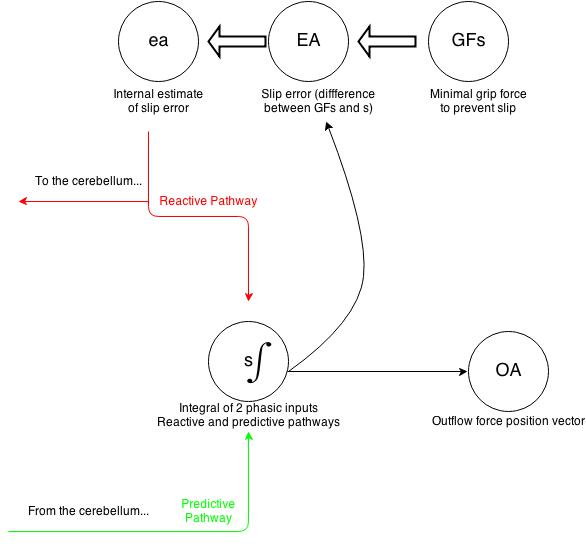 ea
EA
GFs
Internal estimate
of slip error
Slip error (diffference
between GFs and s)
Minimal grip force
to prevent slip
To the cerebellum...
Reactive Pathway
s∫
OA
Integral of 2 phasic inputs
Reactive and predictive pathways
Outflow force position vector
From the cerebellum...
Predictive
Pathway